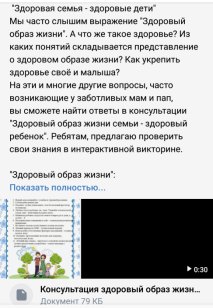 "Здоровая семья - здоровые дети"
Мы часто слышим выражение "Здоровый
образ жизни". А что же такое здоровье? Из
каких понятий складывается представление
о здоровом образе жизни? Как укрепить
здоровье своё и малыша?
На эти и многие другие вопросы, часто
возникающие у заботливых мам и пап,
вы сможете найти ответы в консультации
"Здоровый образ жизни семьи - здоровый
ребенок". Ребятам, предлагаю проверить
свои знания в интерактивной викторине.
"Здоровый образ жизни":
Показать полностью...
0:30
Консультация здоровый образ жизн...
Документ 79 КБ